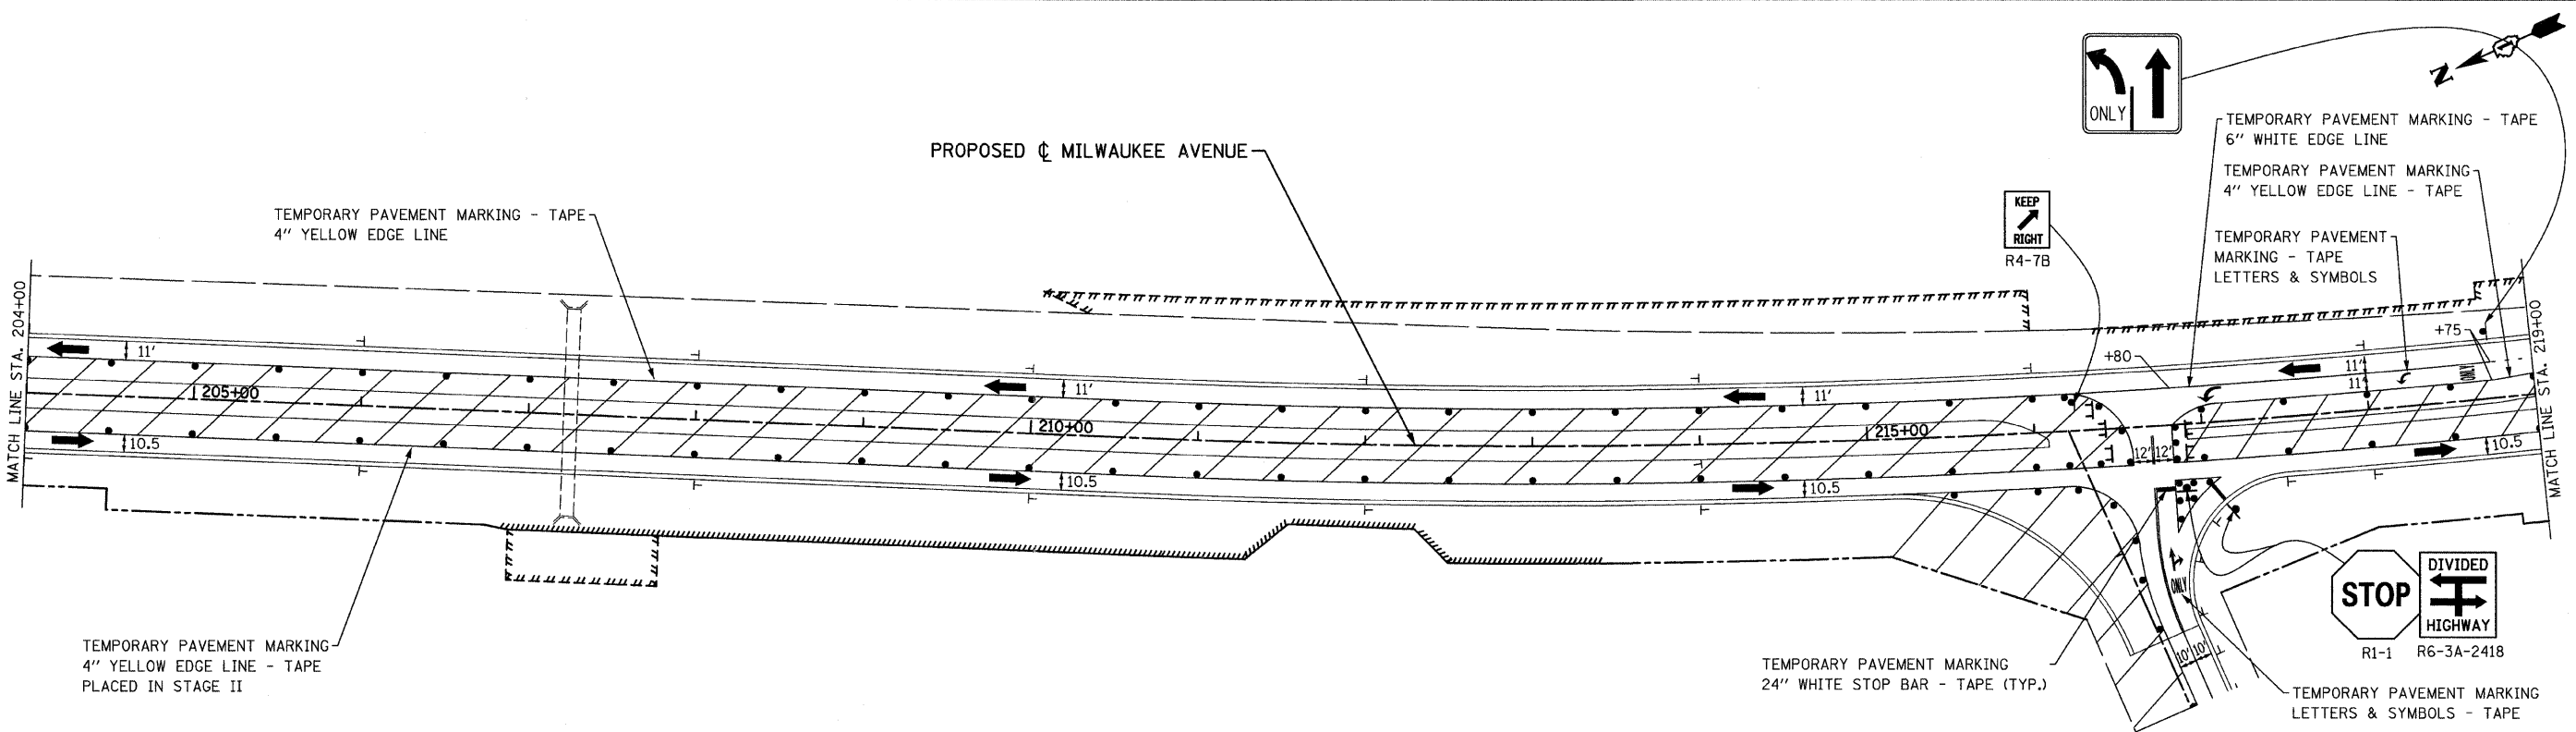 ONLY
N
PROPOSED ℄ MILWAUKEE AVENUE
TEMPORARY PAVEMENT MARKING - TAPE
6" WHITE EDGE LINE
TEMPORARY PAVEMENT MARKING
4" YELLOW EDGE LINE - TAPE
TEMPORARY PAVEMENT
MARKING - TAPE
LETTERS & SYMBOLS
KEEP
RIGHT
R4-7B
TEMPORARY PAVEMENT MARKING - TAPE
4" YELLOW EDGE LINE
MATCH LINE STA. 204+00
MATCH LINE STA. 219+00
+75
+80
11'
11'
11'
11'
11'
ONLY
205+00
210+00
215+00
10.5
10.5
10.5
10.5
12'
12'
ONLY
10'
10'
STOP
R1-1
DIVIDED
HIGHWAY
R6-3A-2418
TEMPORARY PAVEMENT MARKING
4" YELLOW EDGE LINE - TAPE
PLACED IN STAGE II
TEMPORARY PAVEMENT MARKING
24" WHITE STOP BAR - TAPE (TYP.)
TEMPORARY PAVEMENT MARKING
LETTERS & SYMBOLS - TAPE